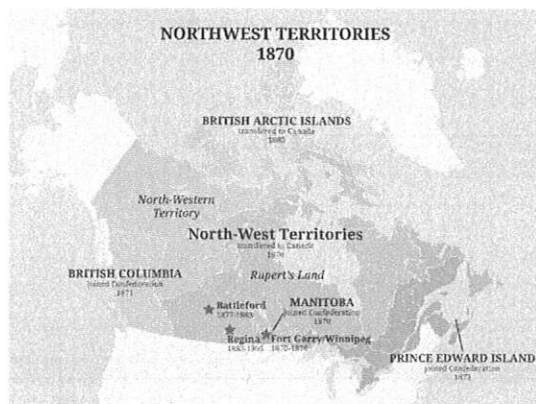 NORTHWEST TERRITORIES
1870
BRITISH ARCTIC ISLANDS
transferred to Canada
1880
North-Western
Territory
North-West Territories
transferred to Canada
1870
Rupert's Land
BRITISH COLUMBIA
joined Confederation
1871
Battleford
1877-1883
MANITOBA
joined Confederation
1870
Regina
Fort Garry/Winnipeg
1870-1876
PRINCE EDWARD ISLAND
joined Confederation
1873